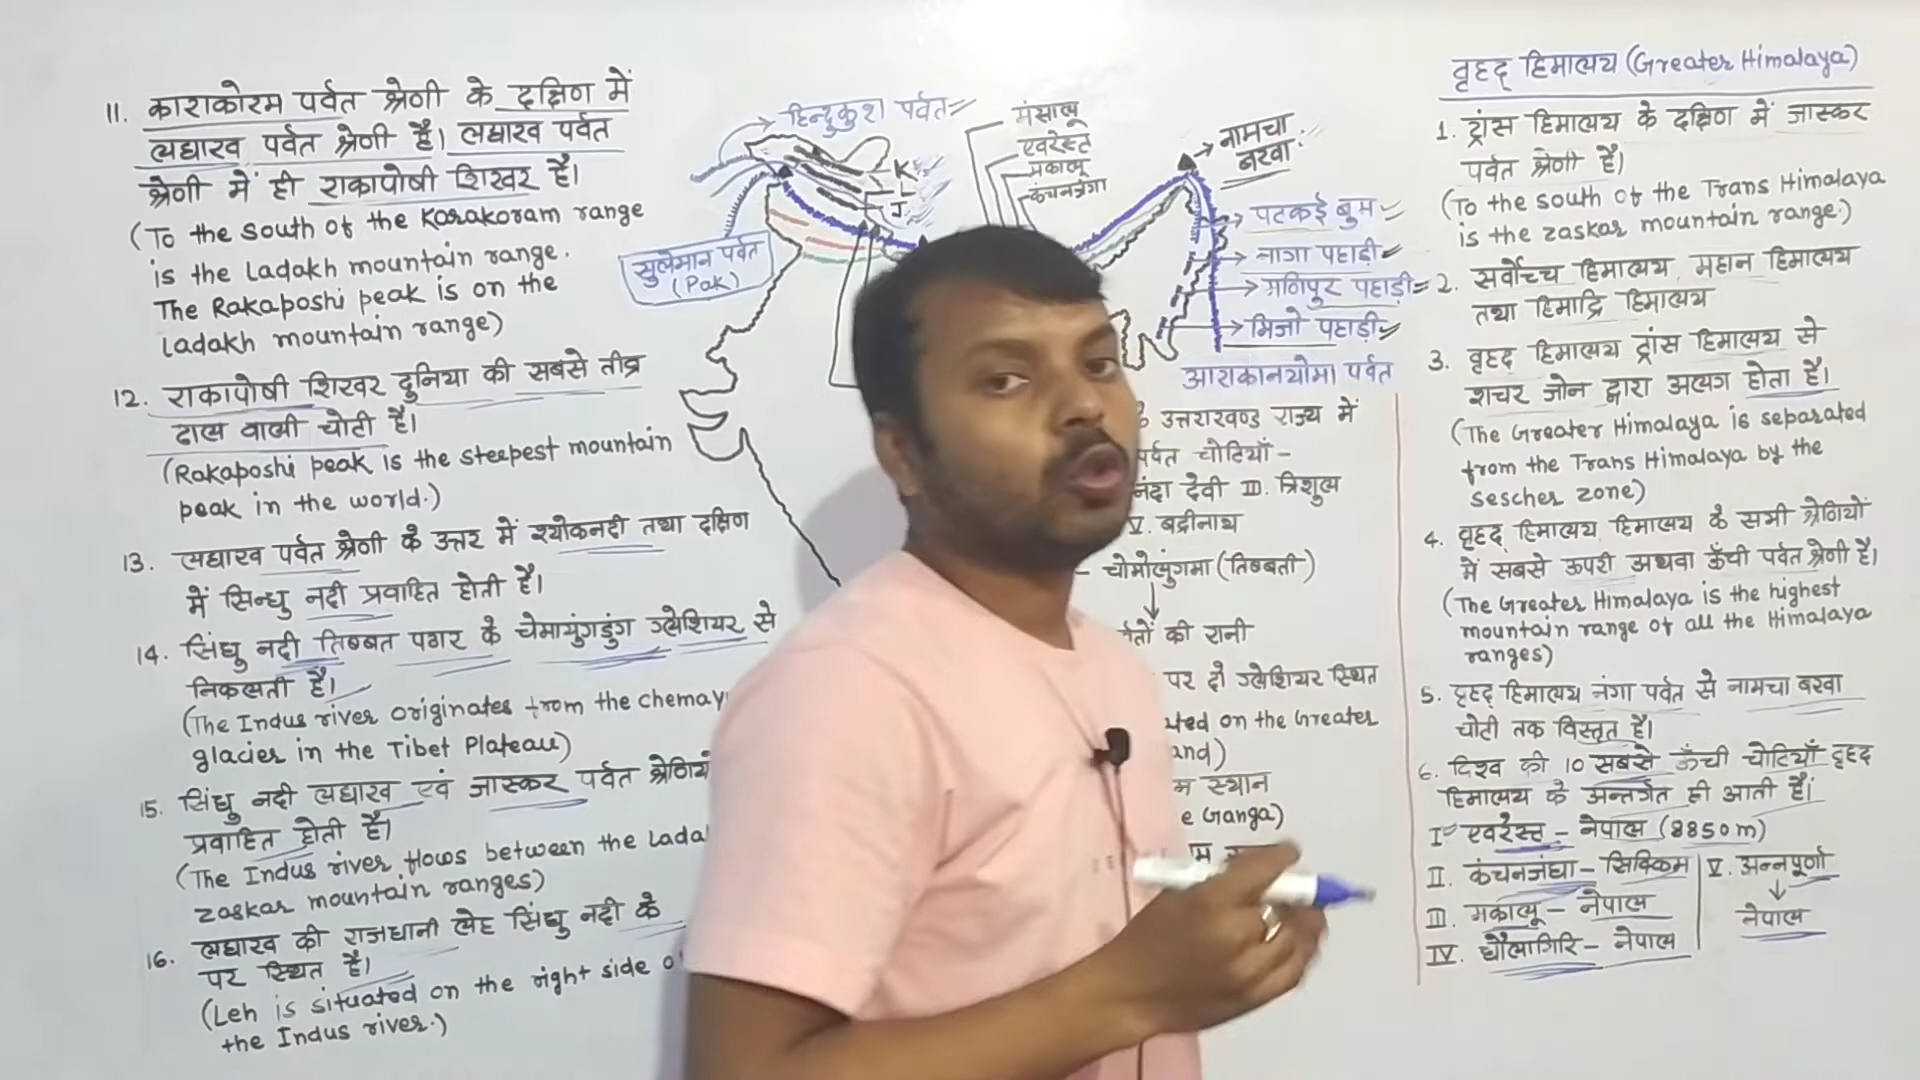 11. काराकोरम पर्वत श्रेणी के दक्षिण में
लद्दाख पर्वत श्रेणी है। लद्दाख पर्वत
श्रेणी में ही राकापोषी शिखर है।
(To the south of the Karakoram range
is the Ladakh mountain range.
The Rakaposhi peak is on the
Ladakh mountain range)
12. राकापोषी शिखर दुनिया की सबसे तीव्र
ढाल वाली चोटी है।
(Rakaposhi peak is the steepest mountain
peak in the world.)
13. लद्दाख पर्वत श्रेणी के उत्तर में श्योकनदी तथा दक्षिण
में सिन्धु नदी प्रवाहित होती है।
14. सिंधु नदी तिब्बत पठार के चेमायुंगडुंग ग्लेशियर से
निकलती है।
(The Indus river originates from the chemay
glacier in the Tibet Plateau)
15. सिंधु नदी लद्दाख एवं जास्कर पर्वत श्रेणियो
प्रवाहित होती है।
(The Indus river flows between the Lada
zaskar mountain ranges)
16. लद्दाख की राजधानी लेह सिंधु नदी के
पर स्थित है।
(Leh is situated on the right side o
the Indus river.)
हिन्दुकुश पर्वत
K
L
J
सुलेमान पर्वत
(Pak)
मंसालू
एवरेस्ट
मकालू
कंचनजंगा
नामचा
बरवा
पटकई बुम
नागा पहाड़ी
मणिपुर पहाड़ी
मिजो पहाड़ी
आराकानयोमा पर्वत
उत्तराखण्ड राज्य में
पर्वत चोटियाँ -
नंदा देवी III. त्रिशुल
V. बद्रीनाथ
- चोमोलुंगमा (तिब्बती)
र्वतों की रानी
पर दो ग्लेशियर स्थित
ated on the Greater
and)
म स्थान
e Ganga)
वृहद् हिमालय (Greater Himalaya)
1. ट्रांस हिमालय के दक्षिण में जास्कर
पर्वत श्रेणी है)
(To the south of the Trans Himalaya
is the zaskar mountain range.)
2. सर्वोच्च हिमालय, महान हिमालय
तथा हिमाद्रि हिमालय
3. वृहद् हिमालय ट्रांस हिमालय से
शचर जोन द्वारा अलग होता है।
(The Greater Himalaya is separated
from the Trans Himalaya by the
sescher zone)
4. वृहद् हिमालय, हिमालय के सभी श्रेणियों
में सबसे ऊपरी अथवा ऊँची पर्वत श्रेणी है।
(The Greater Himalaya is the highest
mountain range of all the Himalaya
ranges)
5. वृहद् हिमालय नंगा पर्वत से नामचा बरवा
चोटी तक विस्तृत है।
6. विश्व की 10 सबसे ऊँची चोटियाँ वृहद
हिमालय के अन्तर्गत ही आती हैं।
I. एवरेस्ट - नेपाल (8850m)
II. कंचनजंघा - सिक्किम
III. मकालू - नेपाल
IV. धौलागिरि - नेपाल
V. अन्नपूर्णा
नेपाल